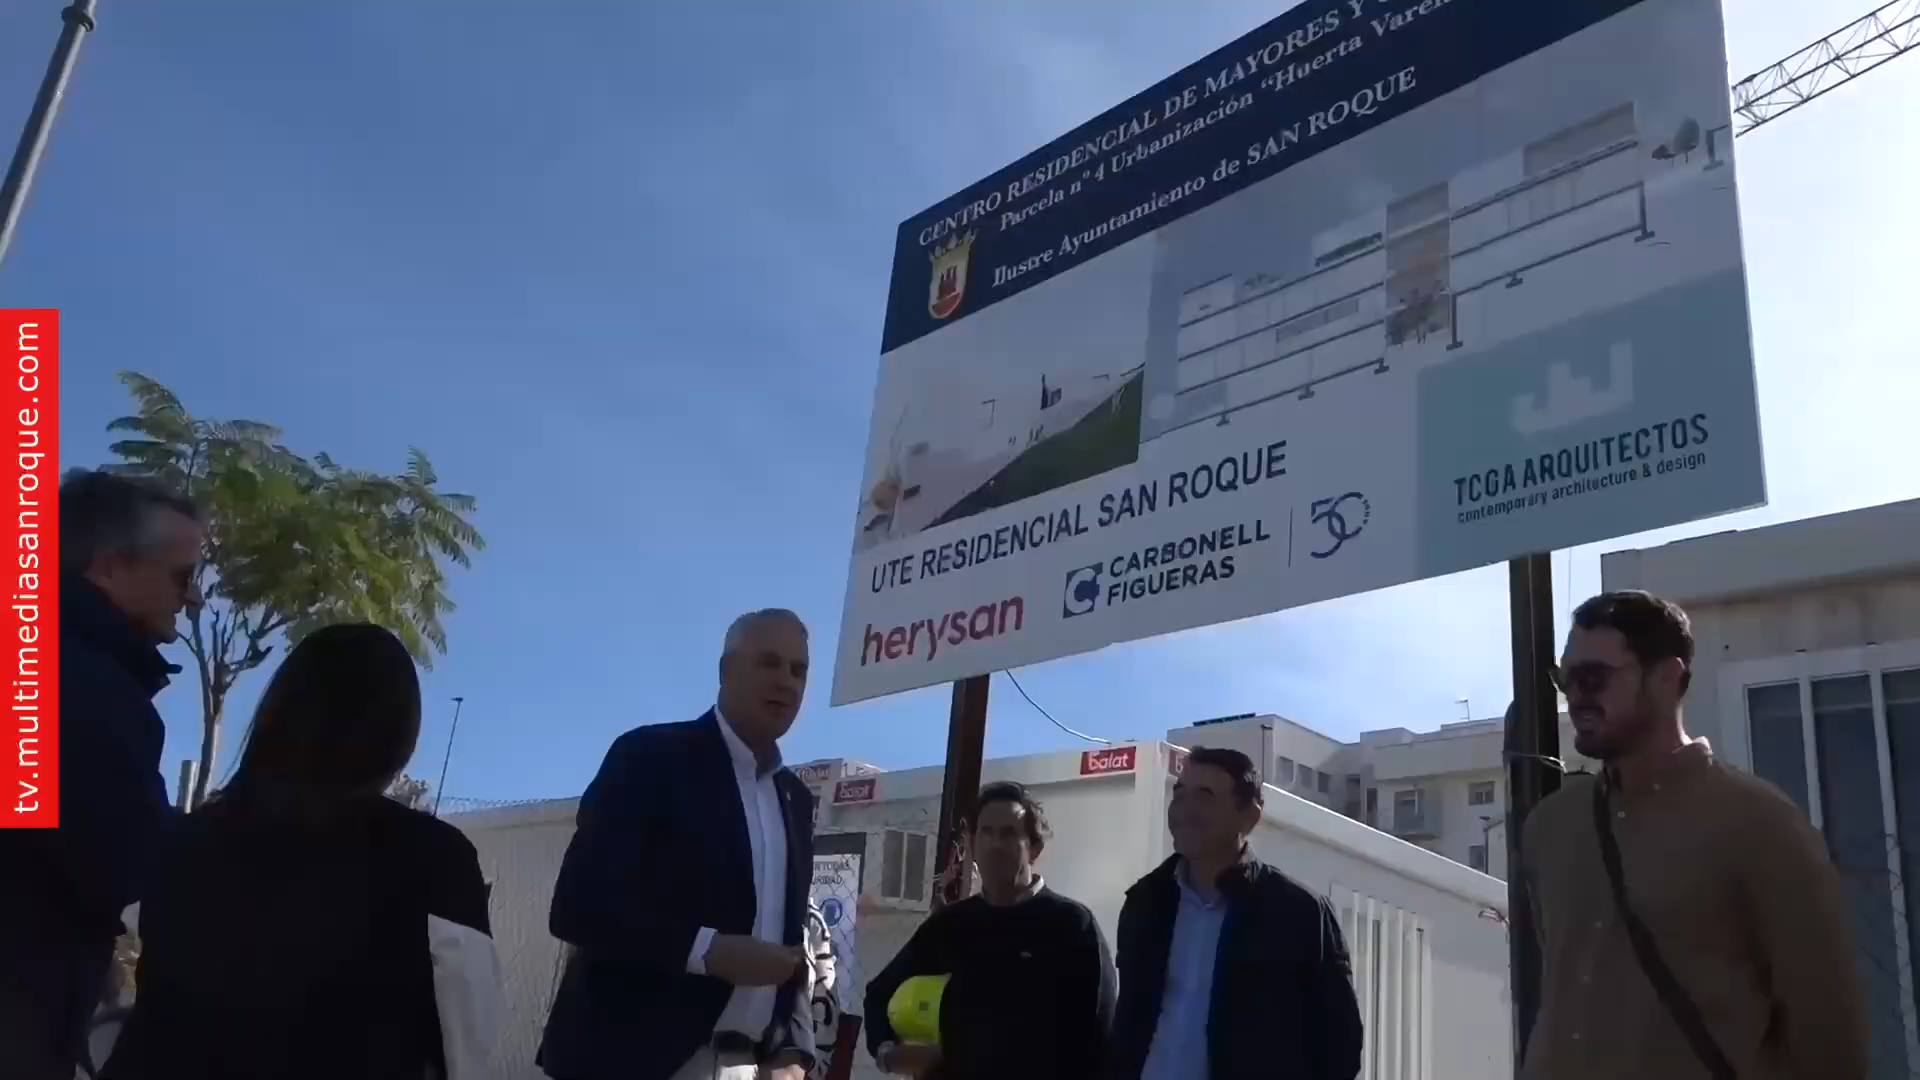 CENTRO RESIDENCIAL DE MAYORES Y
Parcela nº 4 Urbanización "Huerta
Ilustre Ayuntamiento de SAN ROQUE
UTE RESIDENCIAL SAN ROQUE
herysan
CARBONELL
FIGUERAS
50
TCGA ARQUITECTOS
contemporary architecture & design
balat
balat
tv.multimediasanroque.com